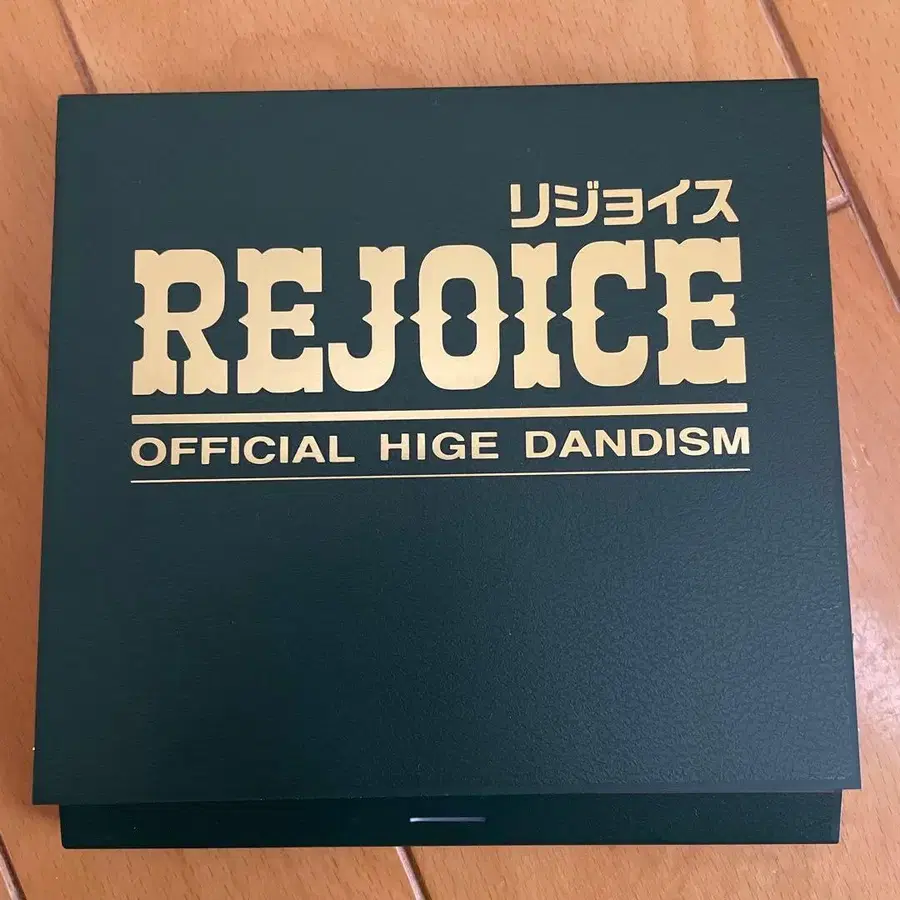 リジョイス
REJOICE
OFFICIAL HIGE DANDISM